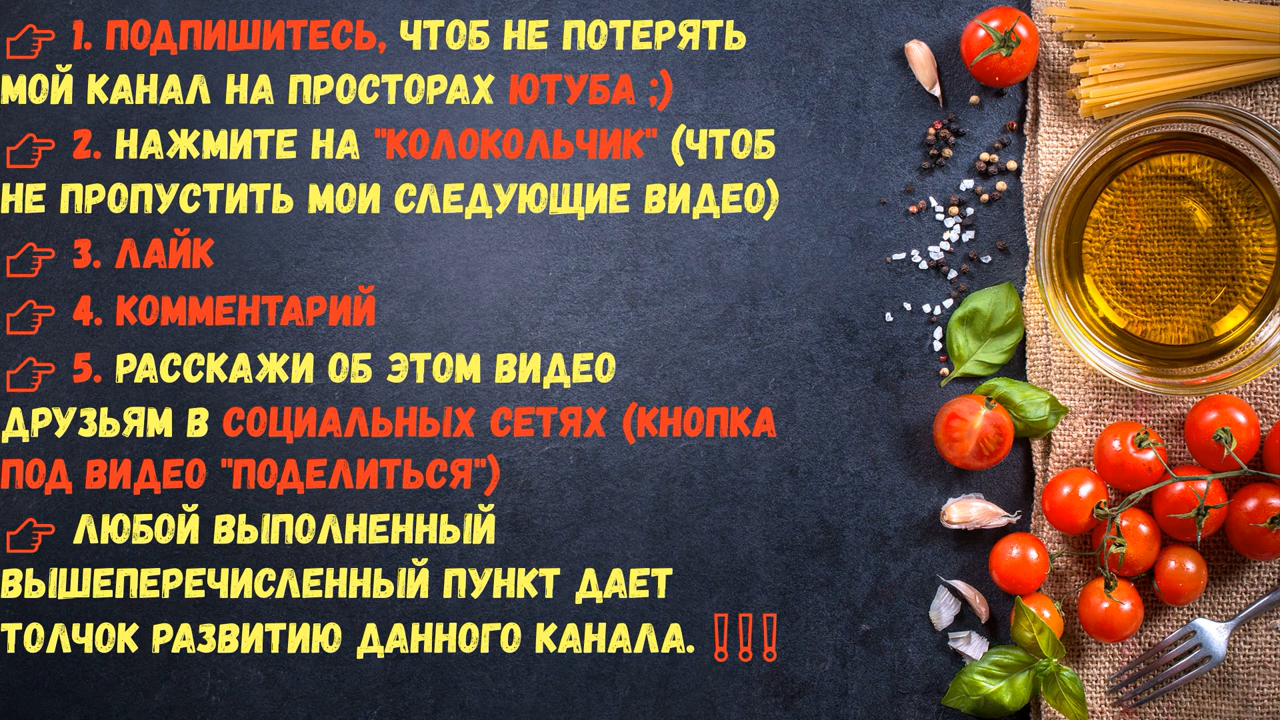 👉 1. ПОДПИШИТЕСЬ, ЧТОБ НЕ ПОТЕРЯТЬ
МОЙ КАНАЛ НА ПРОСТОРАХ ЮТУБА ;)
👉 2. НАЖМИТЕ НА "КОЛОКОЛЬЧИК" (ЧТОБ
НЕ ПРОПУСТИТЬ МОИ СЛЕДУЮЩИЕ ВИДЕО)
👉 3. ЛАЙК
👉 4. КОММЕНТАРИЙ
👉 5. РАССКАЖИ ОБ ЭТОМ ВИДЕО
ДРУЗЬЯМ В СОЦИАЛЬНЫХ СЕТЯХ (КНОПКА
ПОД ВИДЕО "ПОДЕЛИТЬСЯ")
👉 ЛЮБОЙ ВЫПОЛНЕННЫЙ
ВЫШЕПЕРЕЧИСЛЕННЫЙ ПУНКТ ДАЕТ
ТОЛЧОК РАЗВИТИЮ ДАННОГО КАНАЛА. !!!